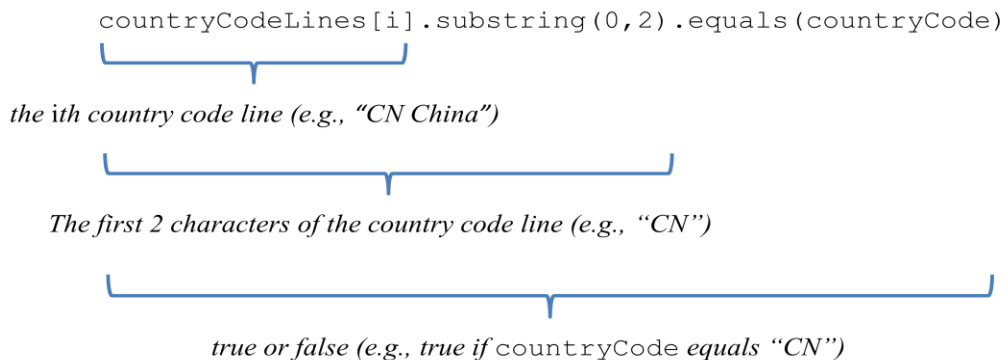 countryCodeLines[i].substring(0,2).equals(countryCode)
the ith country code line (e.g., “CN China”)
The first 2 characters of the country code line (e.g., “CN”)
true or false (e.g., true if countryCode equals “CN”)